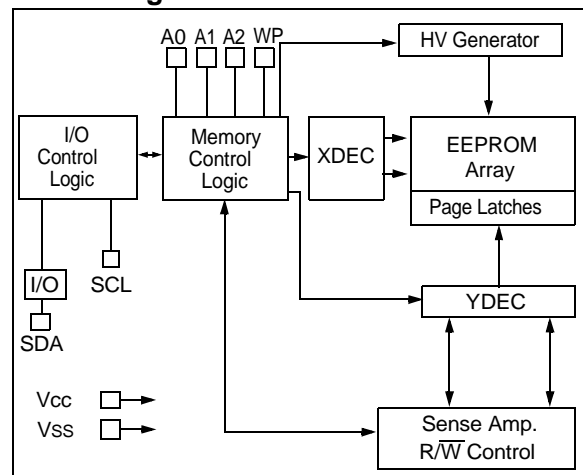 A0 A1 A2 WP
HV Generator
I/O
Control
Logic
Memory
Control
Logic
XDEC
EEPROM
Array
Page Latches
I/O
SCL
SDA
YDEC
Vcc
Vss
Sense Amp.
R/W̅ Control